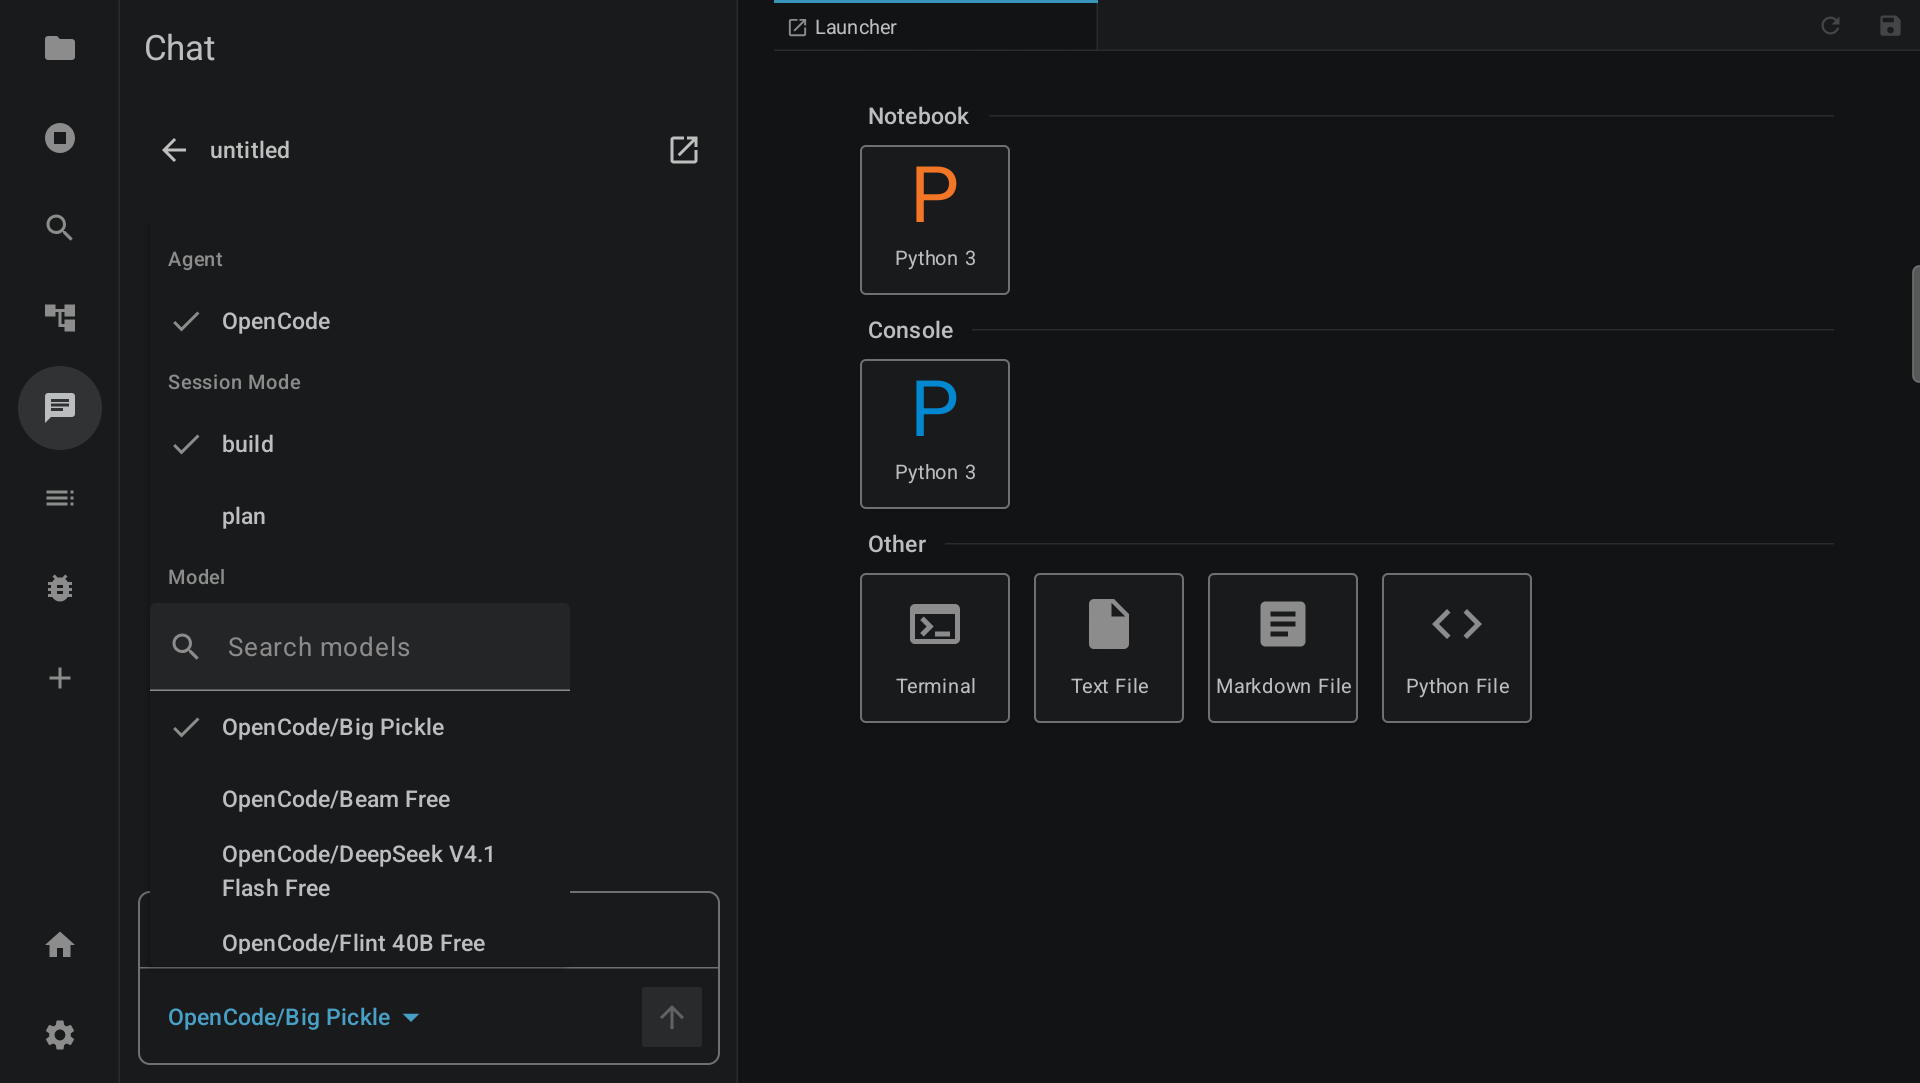 Chat
untitled
Agent
OpenCode
Session Mode
build
plan
Model
Search models
OpenCode/Big Pickle
OpenCode/Beam Free
OpenCode/DeepSeek V4.1
Flash Free
OpenCode/Flint 40B Free
OpenCode/Big Pickle
Launcher
Notebook
P
Python 3
Console
P
Python 3
Other
Terminal
Text File
Markdown File
Python File